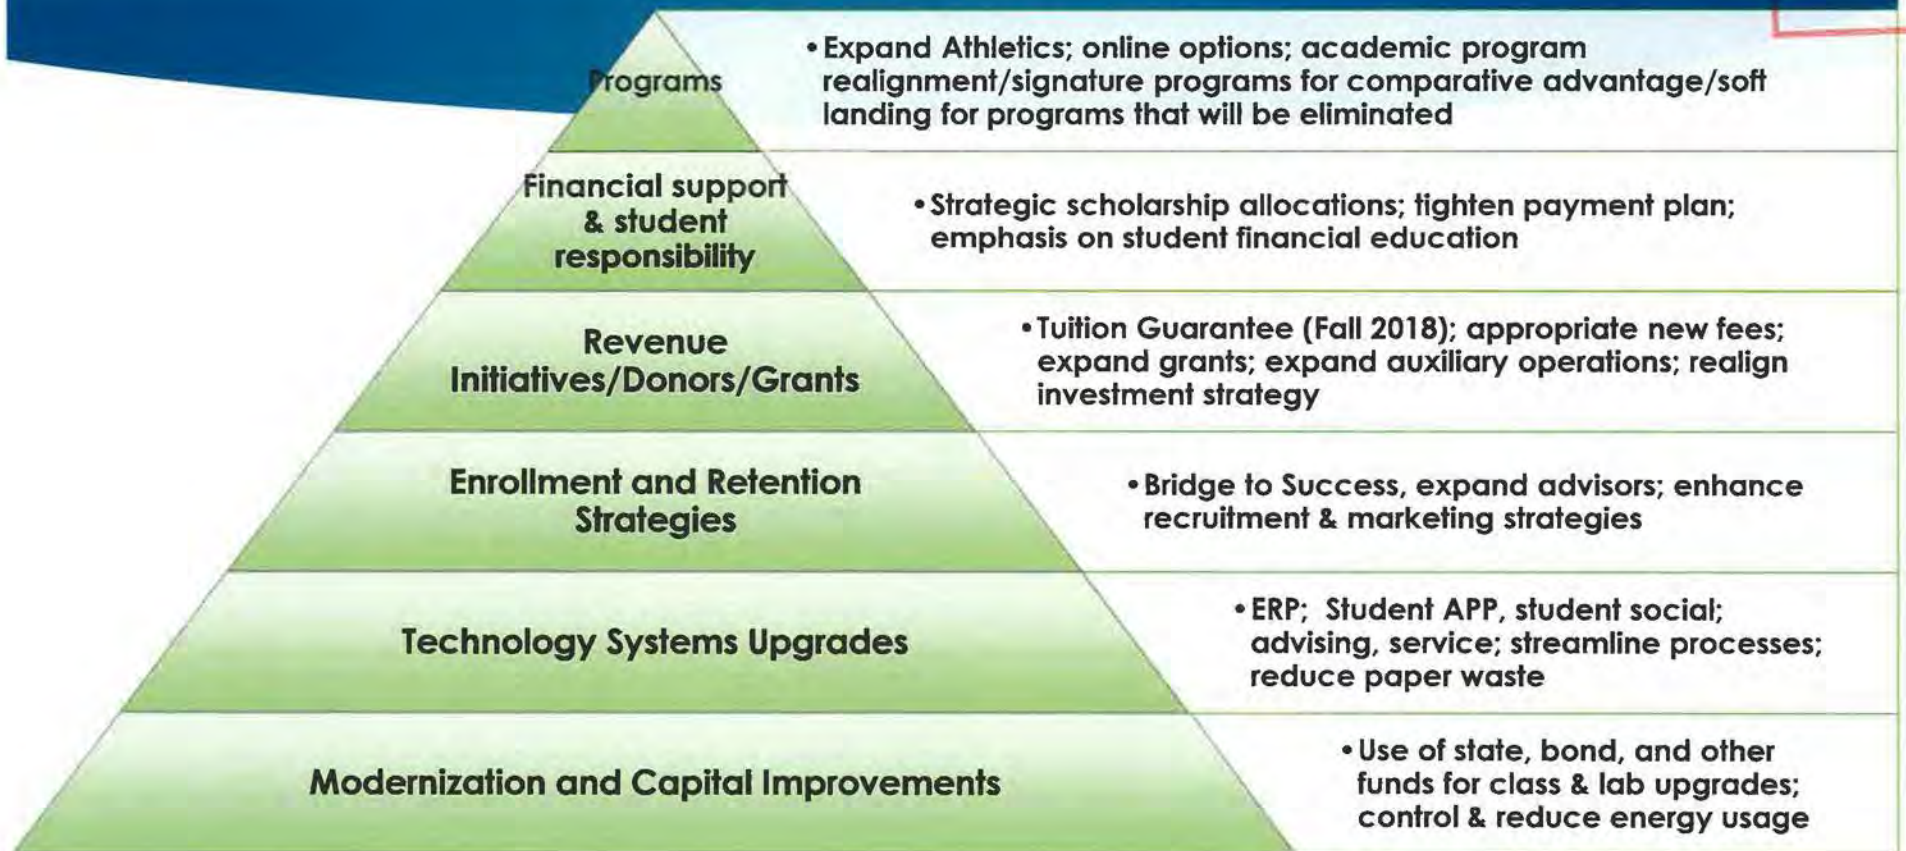 Programs
• Expand Athletics; online options; academic program
realignment/signature programs for comparative advantage/soft
landing for programs that will be eliminated
Financial support
& student
responsibility
• Strategic scholarship allocations; tighten payment plan;
emphasis on student financial education
Revenue
Initiatives/Donors/Grants
• Tuition Guarantee (Fall 2018); appropriate new fees;
expand grants; expand auxiliary operations; realign
investment strategy
Enrollment and Retention
Strategies
• Bridge to Success, expand advisors; enhance
recruitment & marketing strategies
Technology Systems Upgrades
• ERP; Student APP, student social;
advising, service; streamline processes;
reduce paper waste
Modernization and Capital Improvements
• Use of state, bond, and other
funds for class & lab upgrades;
control & reduce energy usage